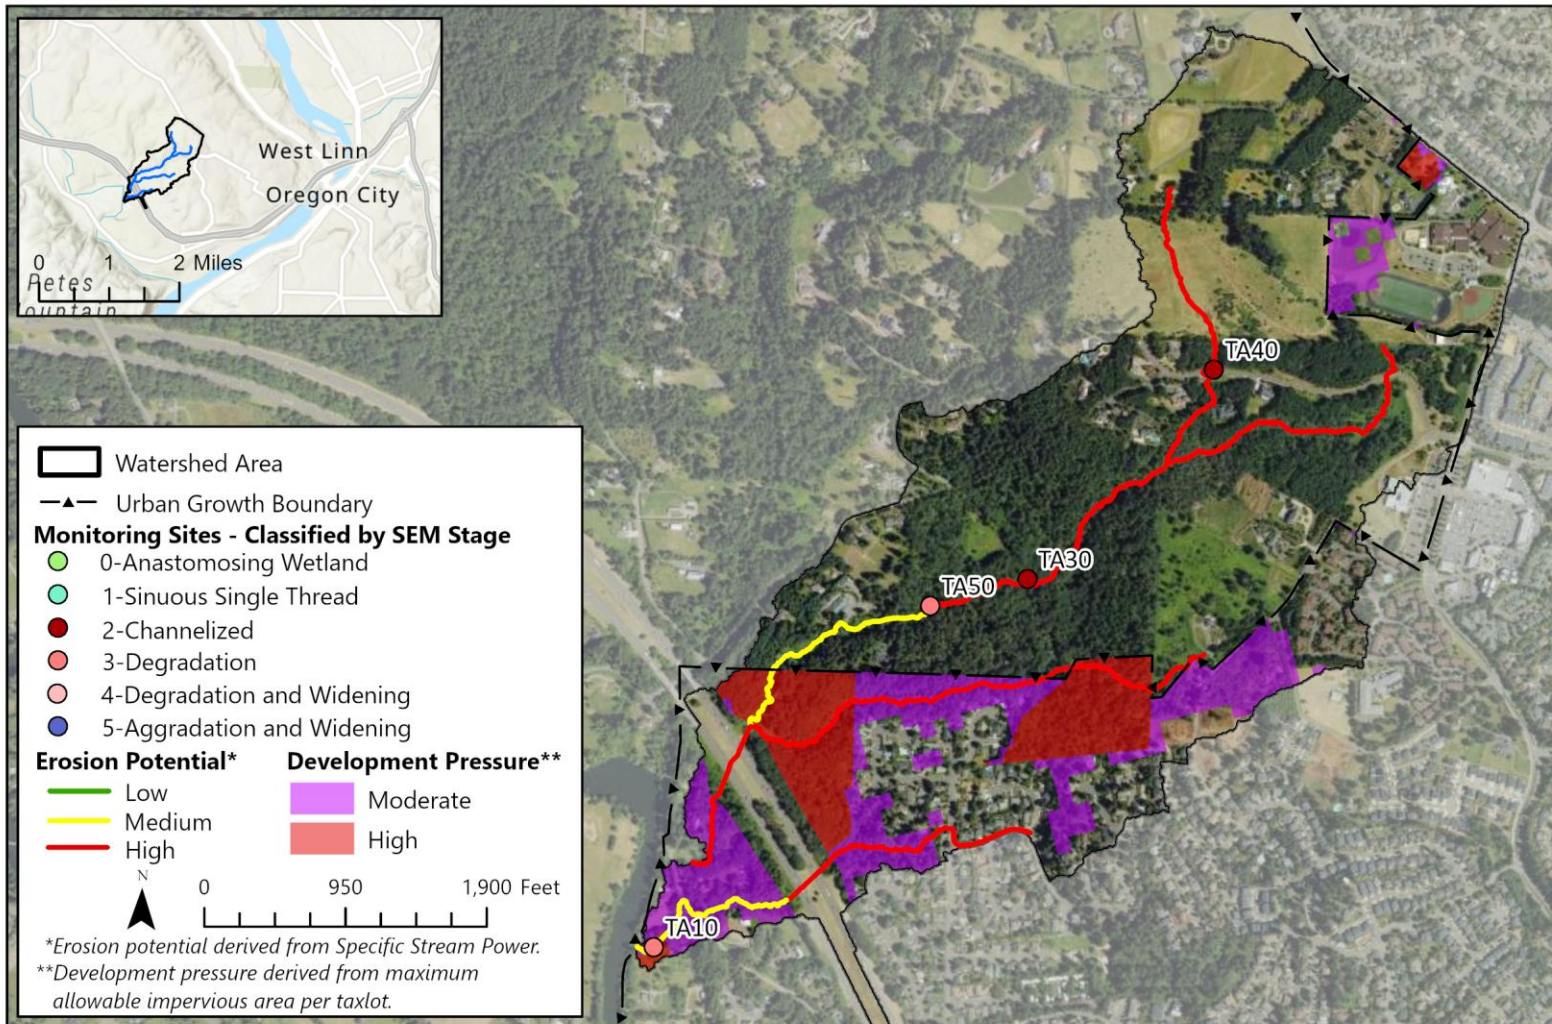 West Linn
Oregon City
0 1 2 Miles
Petes
ountain
TA40
TA30
TA50
TA10
Watershed Area
Urban Growth Boundary
Monitoring Sites - Classified by SEM Stage
0-Anastomosing Wetland
1-Sinuous Single Thread
2-Channelized
3-Degradation
4-Degradation and Widening
5-Aggradation and Widening
Erosion Potential* Development Pressure**
Low
Medium
High
Moderate
High
N
0 950 1,900 Feet
*Erosion potential derived from Specific Stream Power.
**Development pressure derived from maximum
allowable impervious area per taxlot.